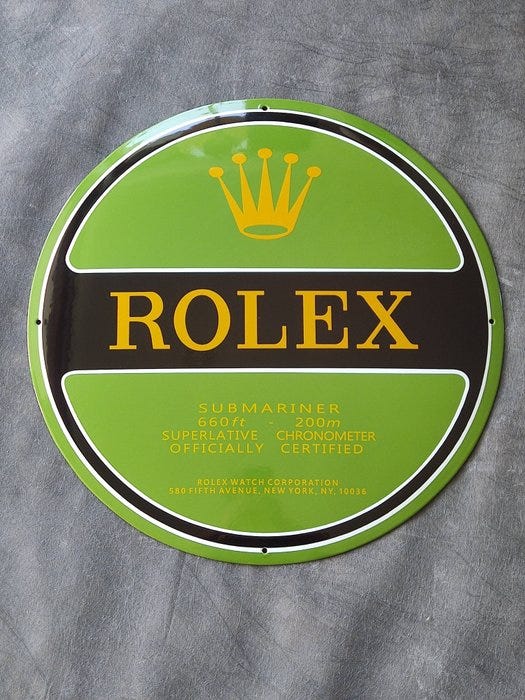 ROLEX
SUBMARINER
660ft - 200m
SUPERLATIVE CHRONOMETER
OFFICIALLY CERTIFIED
ROLEX WATCH CORPORATION
580 FIFTH AVENUE, NEW YORK, NY, 10036